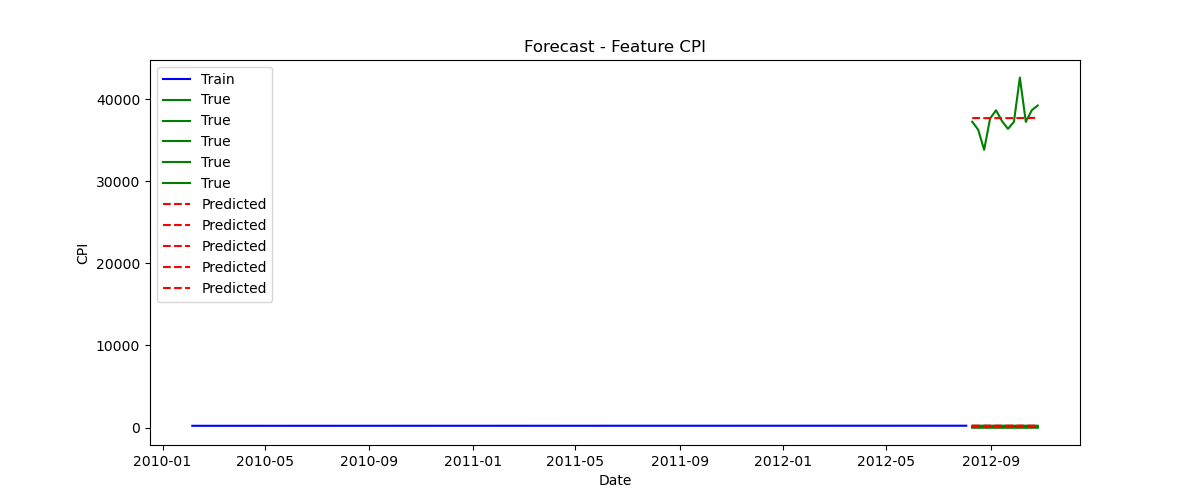 Forecast - Feature CPI
Train
True
True
True
True
True
Predicted
Predicted
Predicted
Predicted
Predicted
CPI
40000
30000
20000
10000
0
2010-01 2010-05 2010-09 2011-01 2011-05 2011-09 2012-01 2012-05 2012-09
Date